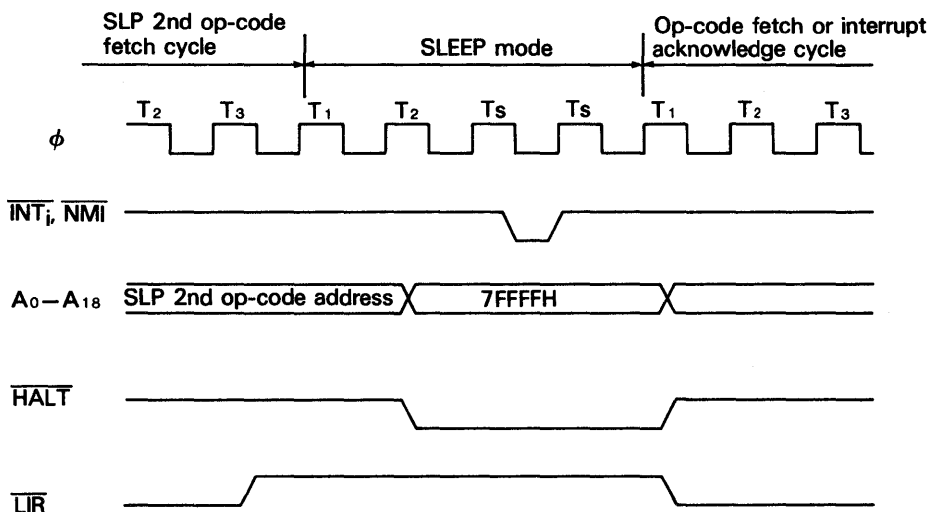 SLP 2nd op-code
fetch cycle
SLEEP mode
Op-code fetch or interrupt
acknowledge cycle
T2 T3 T1 T2 Ts Ts T1 T2 T3
ϕ
INTi, NMI
A0–A18 SLP 2nd op-code address 7FFFFH
HALT
LIR